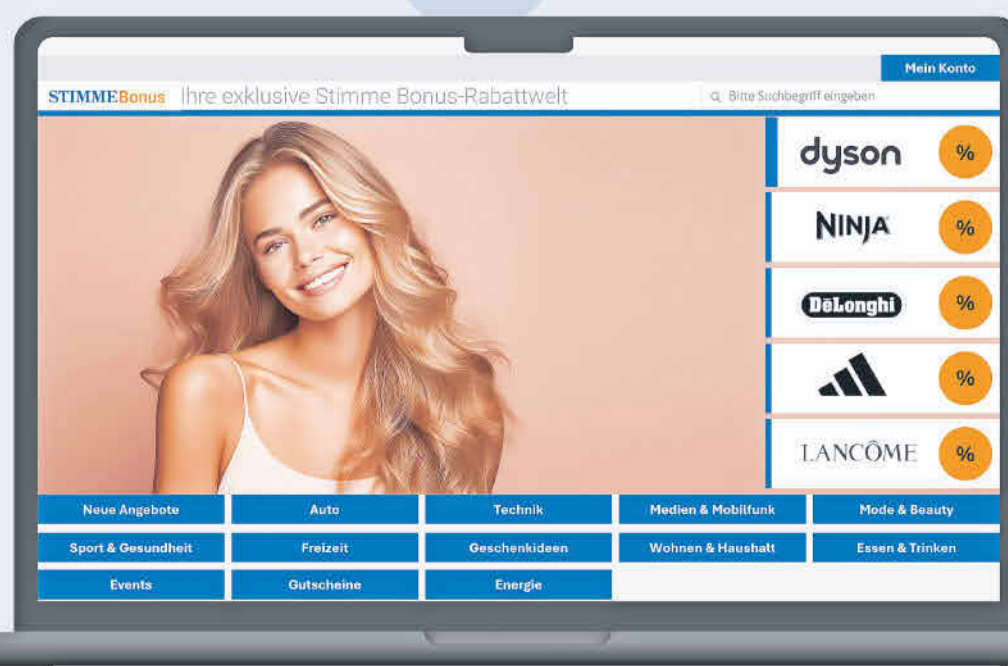 Mein Konto
STIMMEBonus Ihre exklusive Stimme Bonus-Rabattwelt
Bitte Suchbegriff eingeben
dyson %
NINJA %
DēLonghi %
%
LANCÔME %
Neue Angebote Auto Technik Medien & Mobilfunk Mode & Beauty
Sport & Gesundheit Freizeit Geschenkideen Wohnen & Haushalt Essen & Trinken
Events Gutscheine Energie